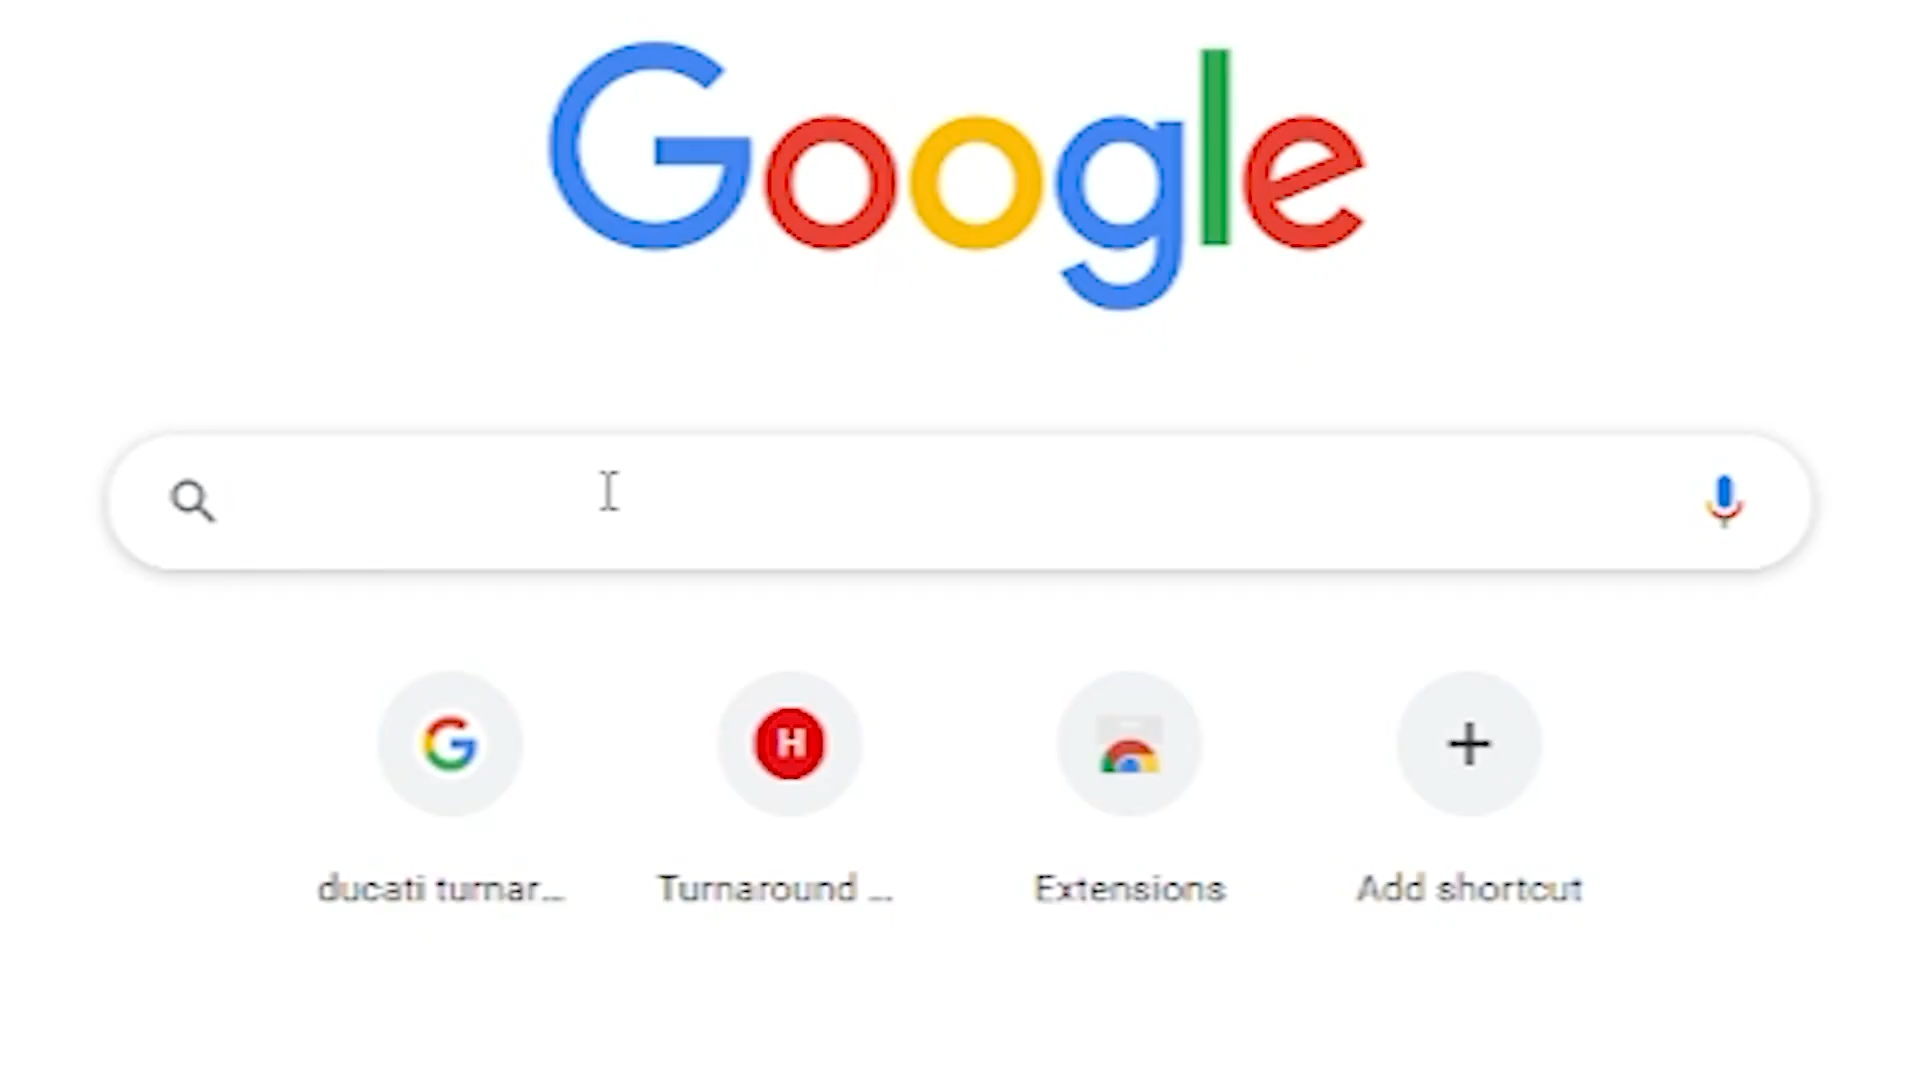 Google
G
H
ducati turnar...
Turnaround ...
Extensions
Add shortcut